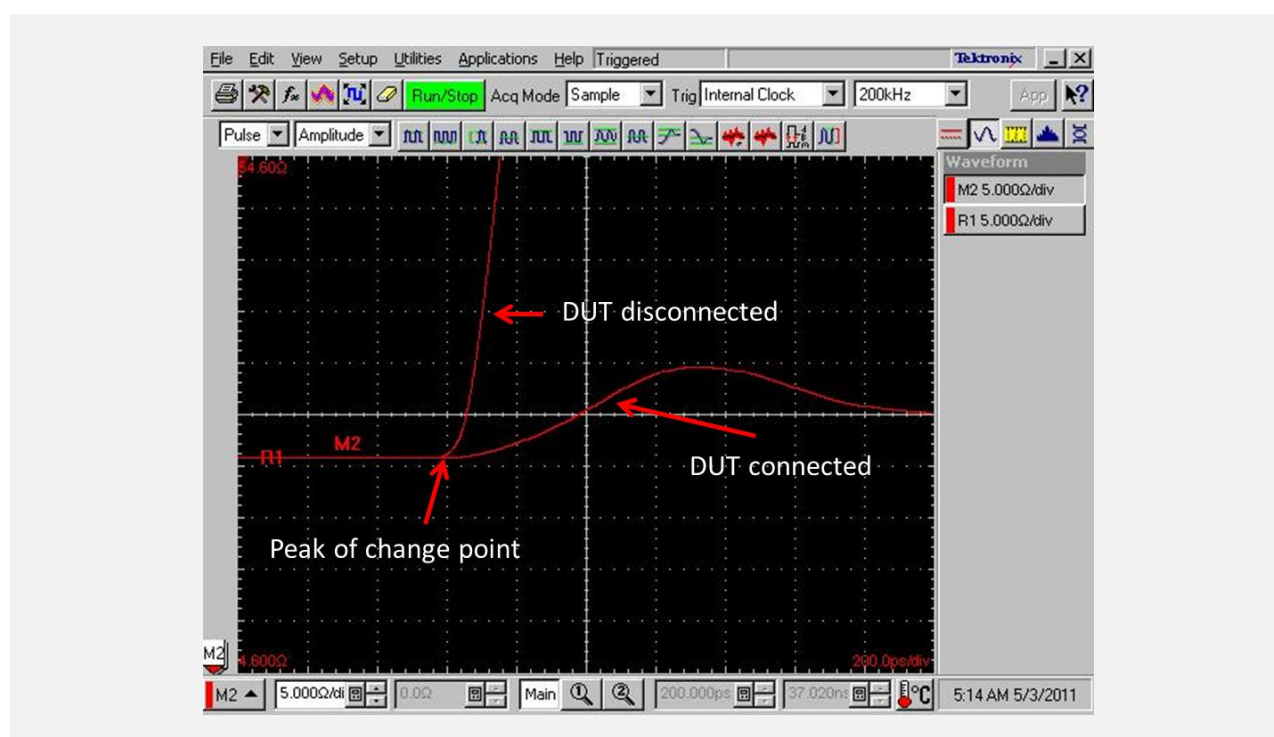 File Edit View Setup Utilities Applications Help Triggered Tektronix
Run/Stop Acq Mode Sample Trig Internal Clock 200kHz App
Pulse Amplitude
Waveform
54.60Ω
M2 5.000Ω/div
R1 5.000Ω/div
DUT disconnected
M2
R1
DUT connected
Peak of change point
M2
4.600Ω
200.0ps/div
M2 5.000Ω/di 0.0Ω Main 1 2 200.000ps 37.020ns °C 5:14 AM 5/3/2011